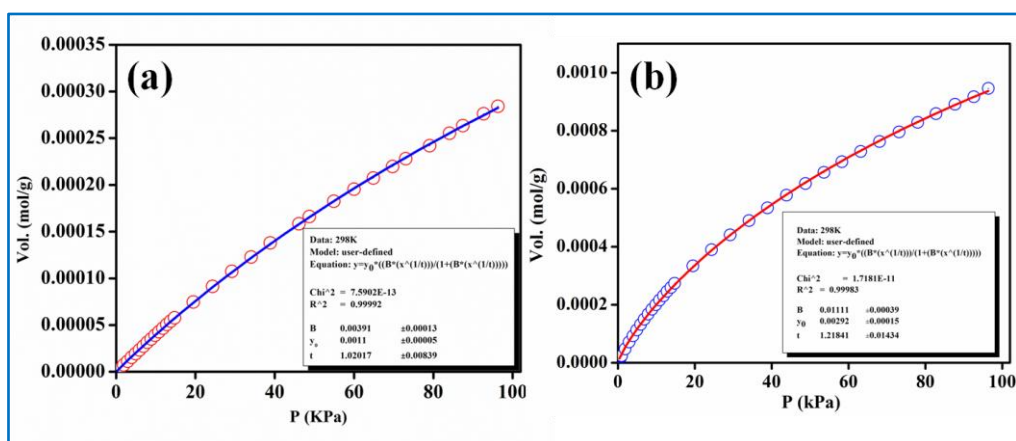 (a)
0.00035
0.00030
0.00025
0.00020
0.00015
0.00010
0.00005
0.00000
Vol. (mol/g)
0 20 40 60 80 100
P (KPa)
Data: 298K
Model: user-defined
Equation: y=y₀*((B*(x^(1/t)))/(1+(B*(x^(1/t)))))
Chi^2 = 7.5902E-13
R^2 = 0.99992
B 0.00391 ±0.00013
y₀ 0.0011 ±0.00005
t 1.02017 ±0.00839
(b)
0.0010
0.0008
0.0006
0.0004
0.0002
0.0000
Vol. (mol/g)
0 20 40 60 80 100
P (kPa)
Data: 298K
Model: user-defined
Equation: y=y₀*((B*(x^(1/t)))/(1+(B*(x^(1/t)))))
Chi^2 = 1.7181E-11
R^2 = 0.99983
B 0.01111 ±0.00039
y₀ 0.00292 ±0.00015
t 1.21841 ±0.01434